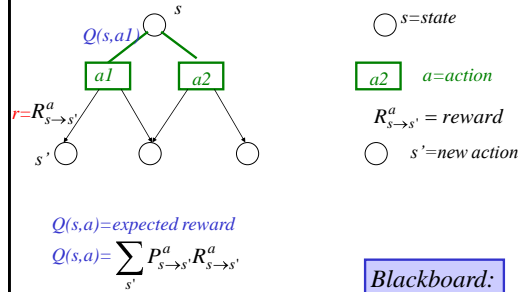 s
Q(s,a1)
a1
a2
r=R^a_{s→s'}
s'
s=state
a2
a=action
R^a_{s→s'} = reward
s'=new action
Q(s,a)=expected reward
Q(s,a)= ∑_{s'} P^a_{s→s'} R^a_{s→s'}
Blackboard: